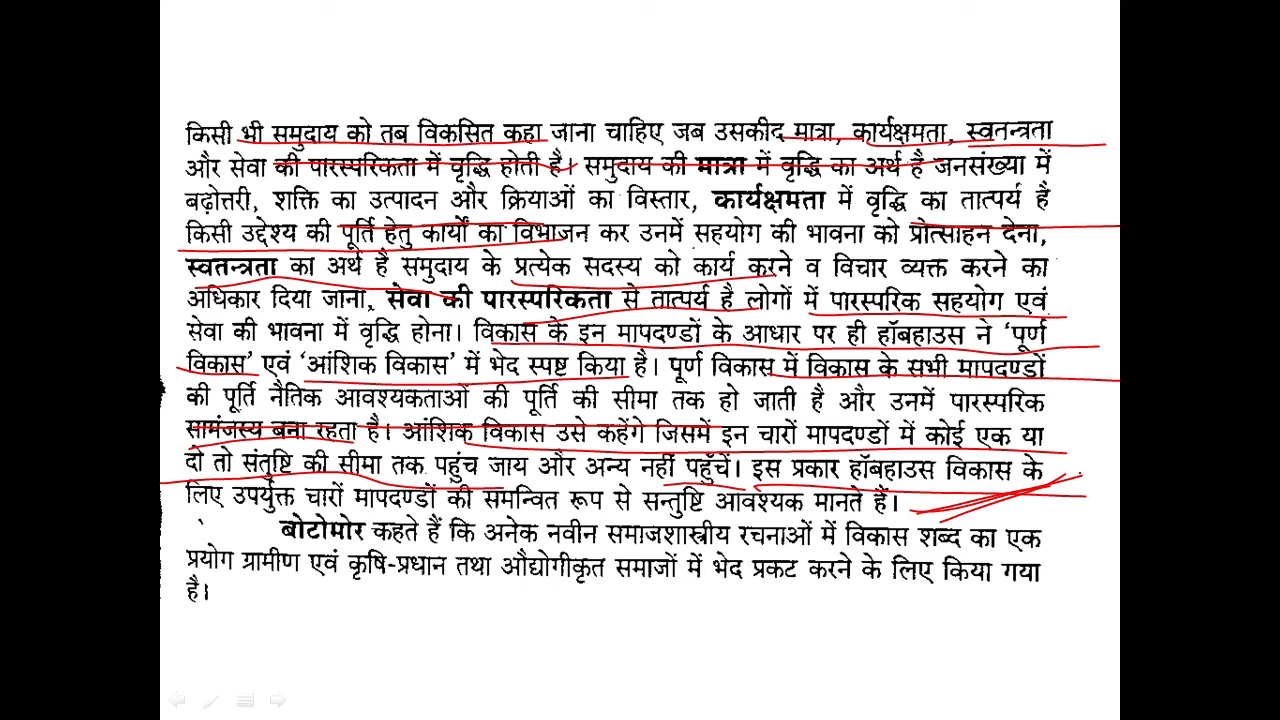 किसी भी समुदाय को तब विकसित कहा जाना चाहिए जब उसकीद मात्रा, कार्यक्षमता, स्वतन्त्रता
और सेवा की पारस्परिकता में वृद्धि होती है। समुदाय की मात्रा में वृद्धि का अर्थ है जनसंख्या में
बढ़ोत्तरी, शक्ति का उत्पादन और क्रियाओं का विस्तार, कार्यक्षमता में वृद्धि का तात्पर्य है
किसी उद्देश्य की पूर्ति हेतु कार्यों का विभाजन कर उनमें सहयोग की भावना को प्रोत्साहन देना,
स्वतन्त्रता का अर्थ है समुदाय के प्रत्येक सदस्य को कार्य करने व विचार व्यक्त करने का
अधिकार दिया जाना, सेवा की पारस्परिकता से तात्पर्य है लोगों में पारस्परिक सहयोग एवं
सेवा की भावना में वृद्धि होना। विकास के इन मापदण्डों के आधार पर ही हॉबहाउस ने ‘पूर्ण
विकास’ एवं ‘आंशिक विकास’ में भेद स्पष्ट किया है। पूर्ण विकास में विकास के सभी मापदण्डों
की पूर्ति नैतिक आवश्यकताओं की पूर्ति की सीमा तक हो जाती है और उनमें पारस्परिक
सामंजस्य बना रहता है। आंशिक विकास उसे कहेंगे जिसमें इन चारों मापदण्डों में कोई एक या
दो तो संतुष्टि की सीमा तक पहुंच जाय और अन्य नहीं पहुँचें। इस प्रकार हॉबहाउस विकास के
लिए उपर्युक्त चारों मापदण्डों की समन्वित रूप से सन्तुष्टि आवश्यक मानते हैं।
बोटोमोर कहते हैं कि अनेक नवीन समाजशास्त्रीय रचनाओं में विकास शब्द का एक
प्रयोग ग्रामीण एवं कृषि-प्रधान तथा औद्योगीकृत समाजों में भेद प्रकट करने के लिए किया गया
है।